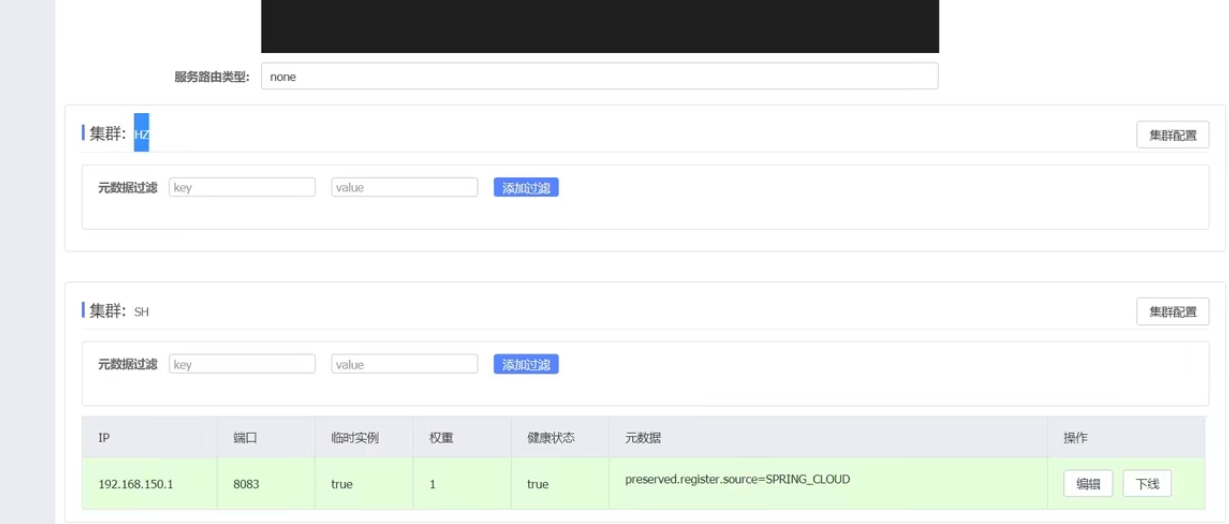 服务路由类型: none
集群: HZ 集群配置
元数据过滤 key value 添加过滤
集群: SH 集群配置
元数据过滤 key value 添加过滤
IP 端口 临时实例 权重 健康状态 元数据 操作
192.168.150.1 8083 true 1 true preserved.register.source=SPRING_CLOUD 编辑 下线